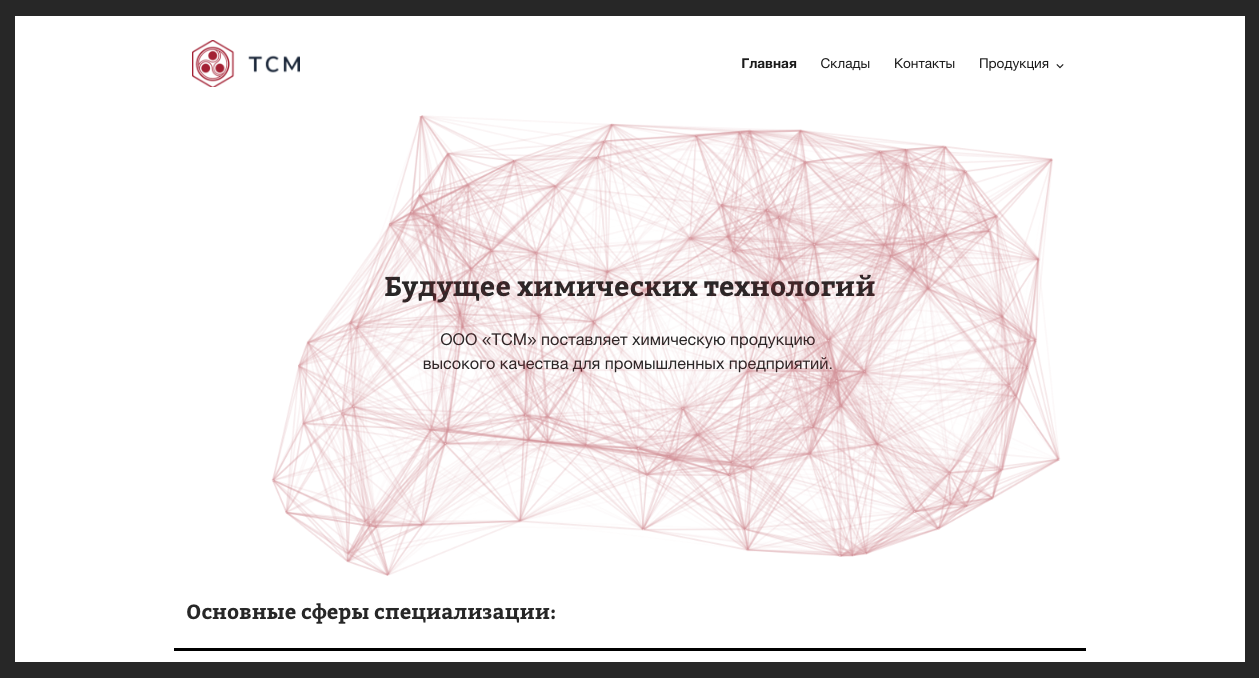 ТСМ
Главная
Склады
Контакты
Продукция
Будущее химических технологий
ООО «ТСМ» поставляет химическую продукцию
высокого качества для промышленных предприятий.
Основные сферы специализации: